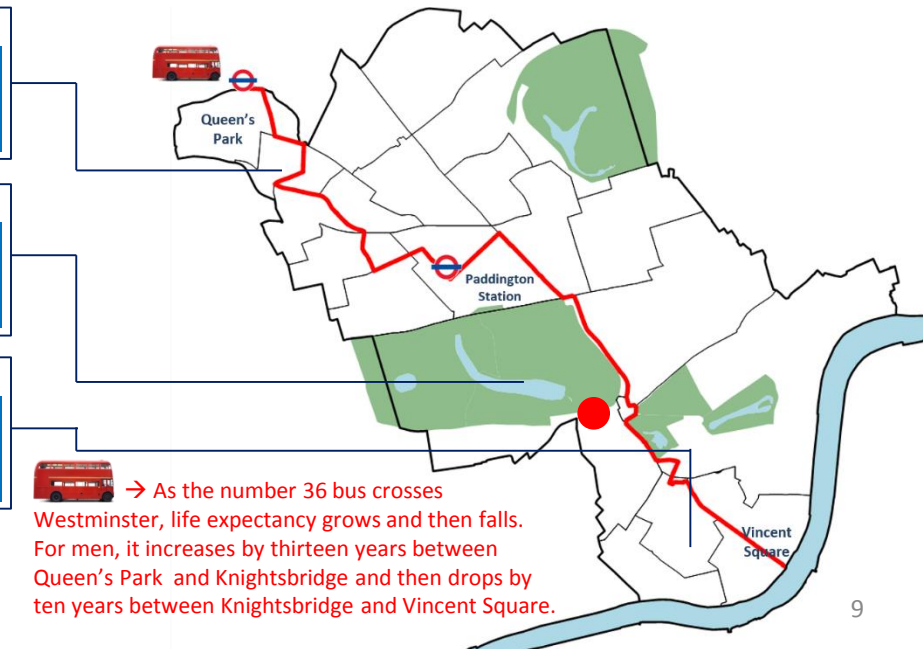 Queen's
Park
Paddington
Station
Vincent
Square
→ As the number 36 bus crosses
Westminster, life expectancy grows and then falls.
For men, it increases by thirteen years between
Queen's Park and Knightsbridge and then drops by
ten years between Knightsbridge and Vincent Square.
9